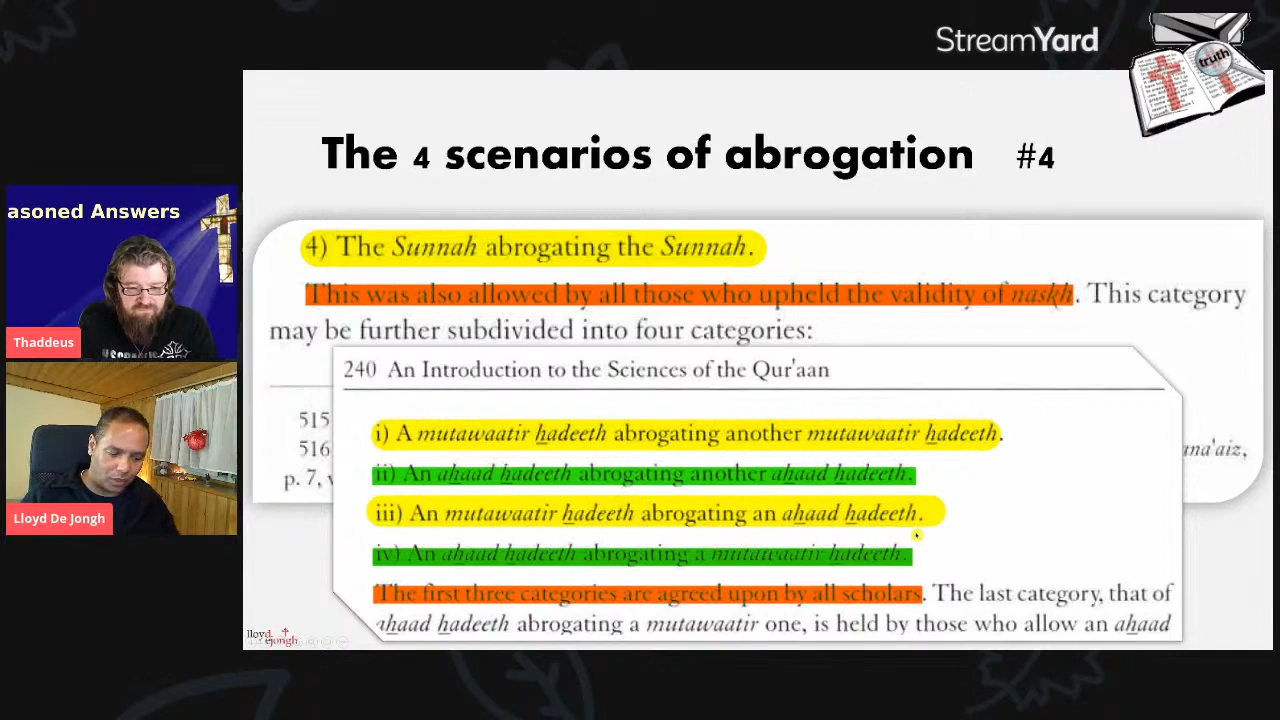 StreamYard
truth
The 4 scenarios of abrogation #4
asoned Answers
Thaddeus
Lloyd De Jongh
4) The Sunnah abrogating the Sunnah.
This was also allowed by all those who upheld the validity of naskh. This category
may be further subdivided into four categories:
240 An Introduction to the Sciences of the Qur'aan
515
516
na'aiz,
p. 7,
i) A mutawaatir hadeeth abrogating another mutawaatir hadeeth.
ii) An ahaad hadeeth abrogating another ahaad hadeeth.
iii) An mutawaatir hadeeth abrogating an ahaad hadeeth.
iv) An ahaad hadeeth abrogating a mutawaatir hadeeth.
The first three categories are agreed upon by all scholars. The last category, that of
ahaad hadeeth abrogating a mutawaatir one, is held by those who allow an ahaad
lloyd
dejongh